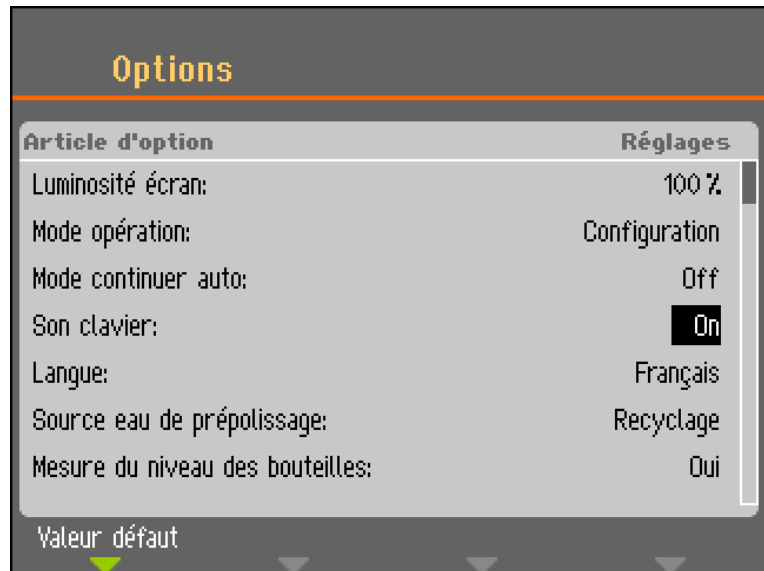 Options
Article d'option Réglages
Luminosité écran: 100 %
Mode opération: Configuration
Mode continuer auto: Off
Son clavier: On
Langue: Français
Source eau de prépolissage: Recyclage
Mesure du niveau des bouteilles: Oui
Valeur défaut